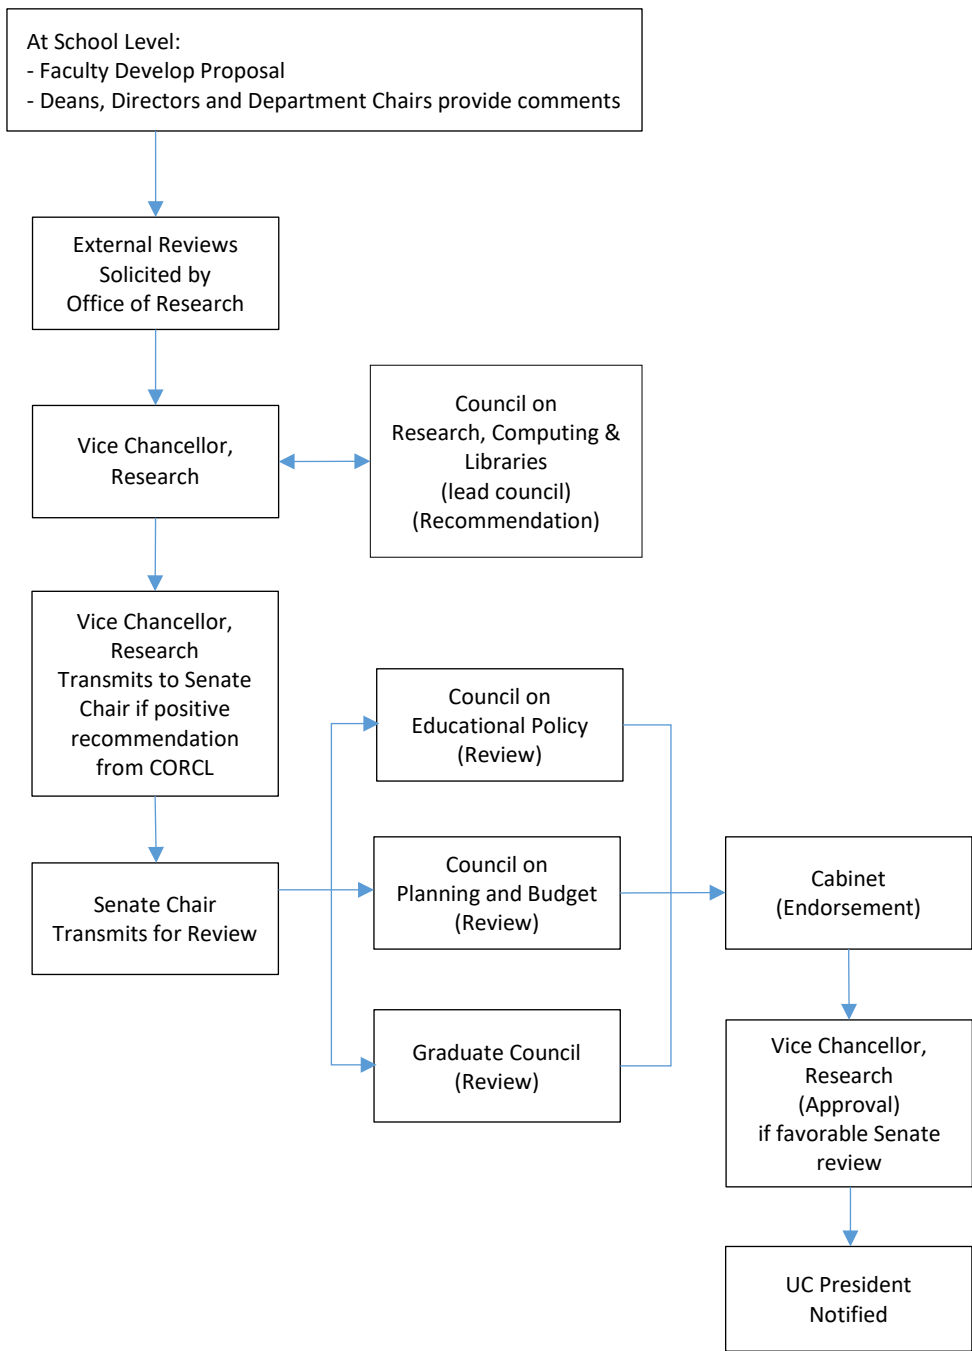 At School Level:
- Faculty Develop Proposal
- Deans, Directors and Department Chairs provide comments
External Reviews
Solicited by
Office of Research
Vice Chancellor,
Research
Council on
Research, Computing &
Libraries
(lead council)
(Recommendation)
Vice Chancellor,
Research
Transmits to Senate
Chair if positive
recommendation
from CORCL
Senate Chair
Transmits for Review
Council on
Educational Policy
(Review)
Council on
Planning and Budget
(Review)
Graduate Council
(Review)
Cabinet
(Endorsement)
Vice Chancellor,
Research
(Approval)
if favorable Senate
review
UC President
Notified